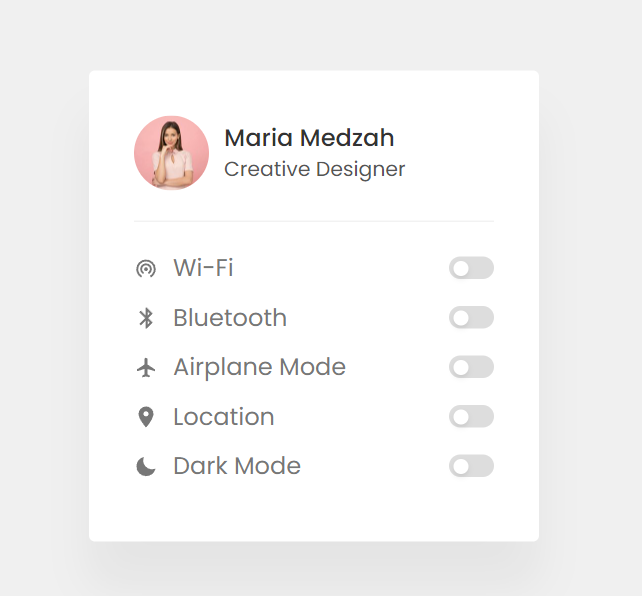 Maria Medzah
Creative Designer
Wi-Fi
Bluetooth
Airplane Mode
Location
Dark Mode